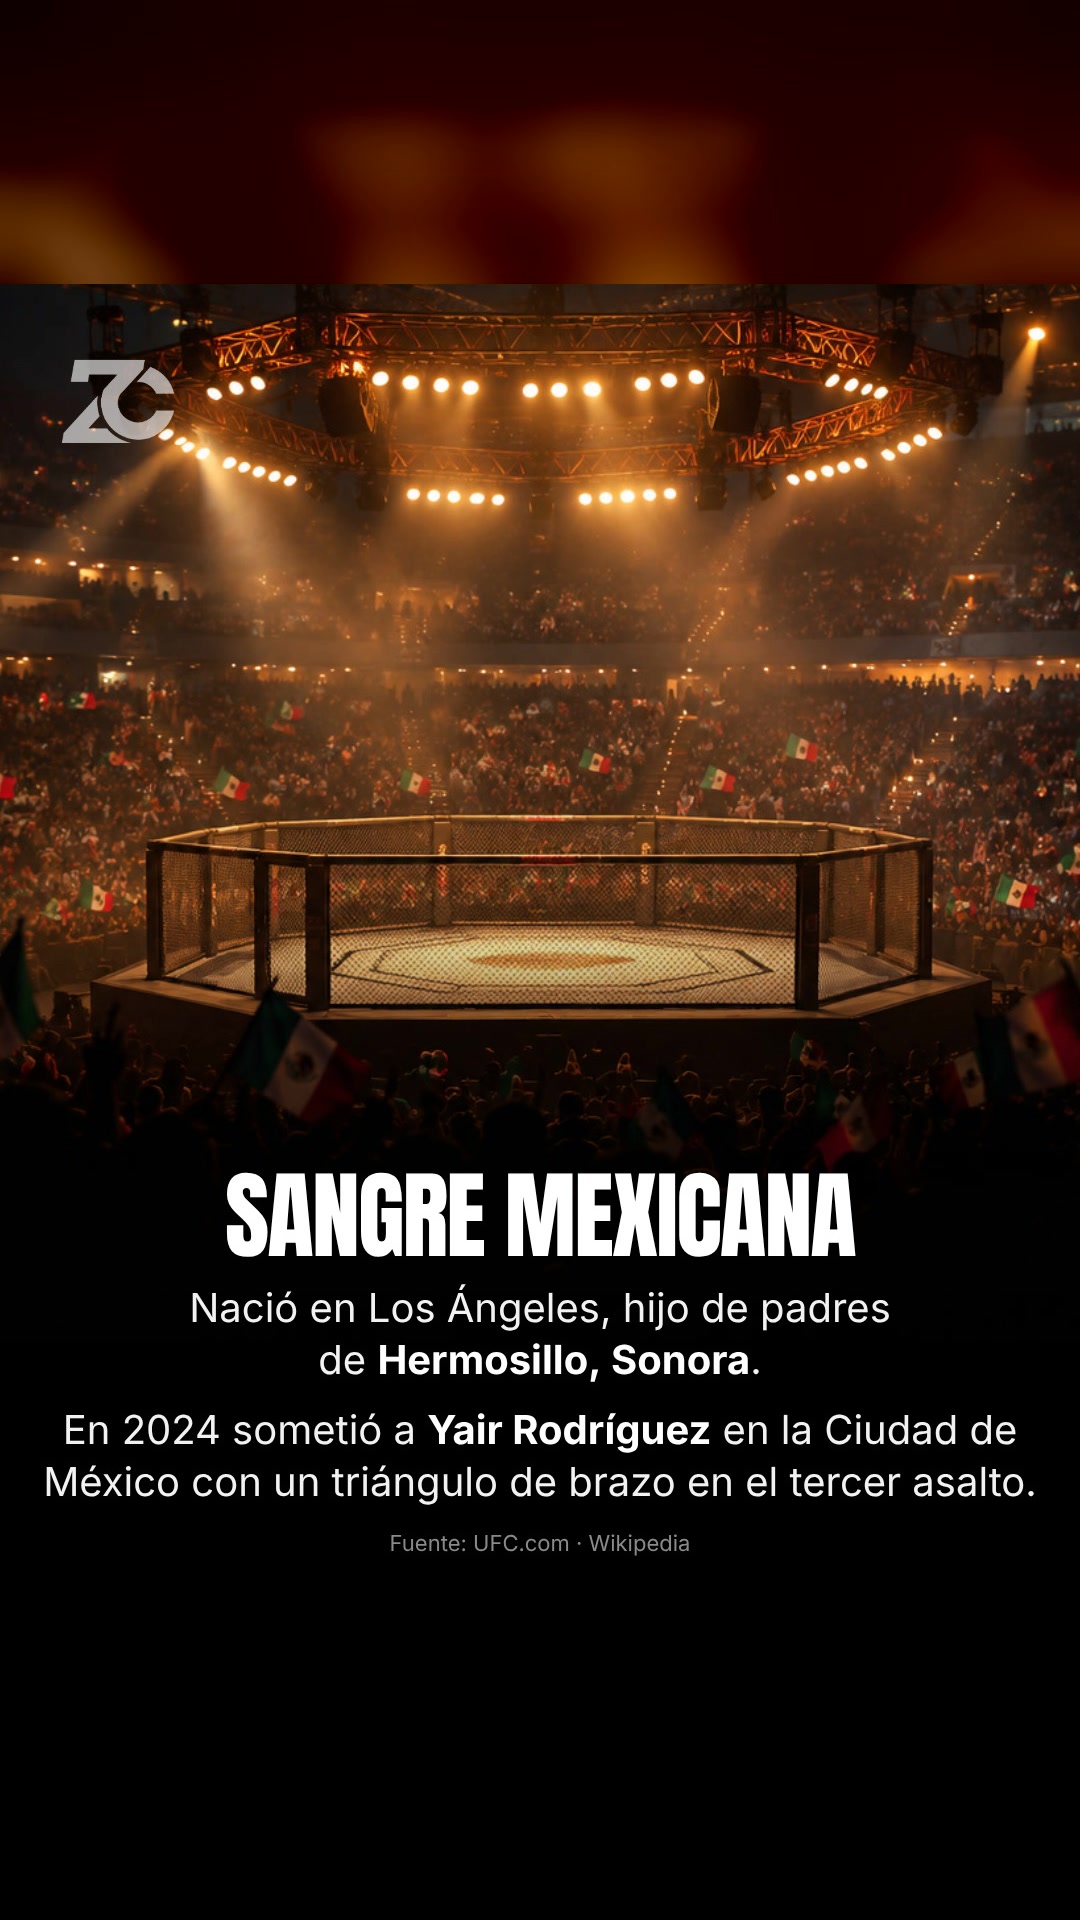 ZC
SANGRE MEXICANA
Nació en Los Ángeles, hijo de padres
de Hermosillo, Sonora.
En 2024 sometió a Yair Rodríguez en la Ciudad de
México con un triángulo de brazo en el tercer asalto.
Fuente: UFC.com · Wikipedia